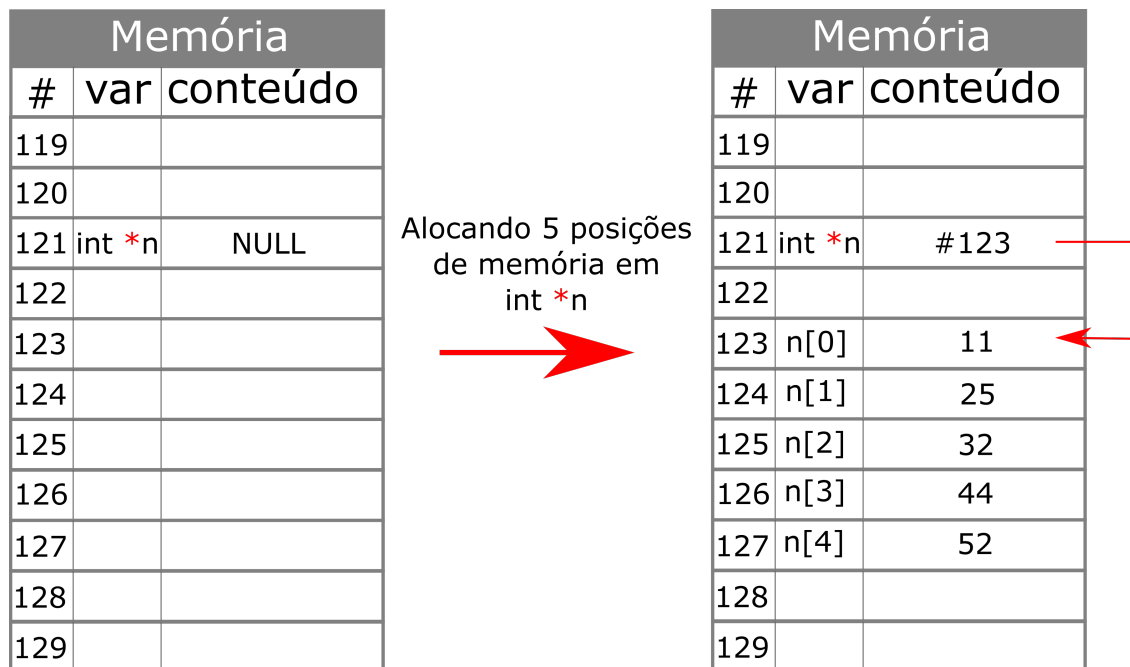 Memória
# var conteúdo
119
120
121 int *n NULL
122
123
124
125
126
127
128
129
Alocando 5 posições
de memória em
int *n
Memória
# var conteúdo
119
120
121 int *n #123
122
123 n[0] 11
124 n[1] 25
125 n[2] 32
126 n[3] 44
127 n[4] 52
128
129